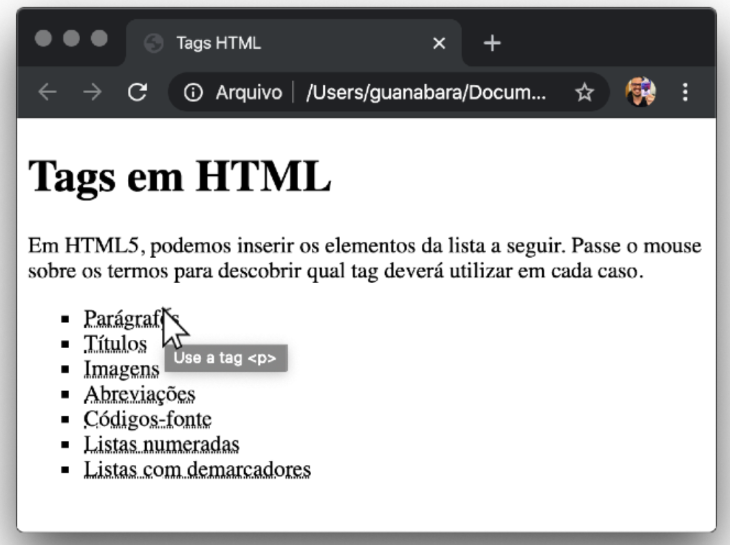 Tags HTML
Arquivo | /Users/guanabara/Docum...
Tags em HTML
Em HTML5, podemos inserir os elementos da lista a seguir. Passe o mouse
sobre os termos para descobrir qual tag deverá utilizar em cada caso.
Parágrafos
Use a tag <p>
Títulos
Imagens
Abreviações
Códigos-fonte
Listas numeradas
Listas com demarcadores